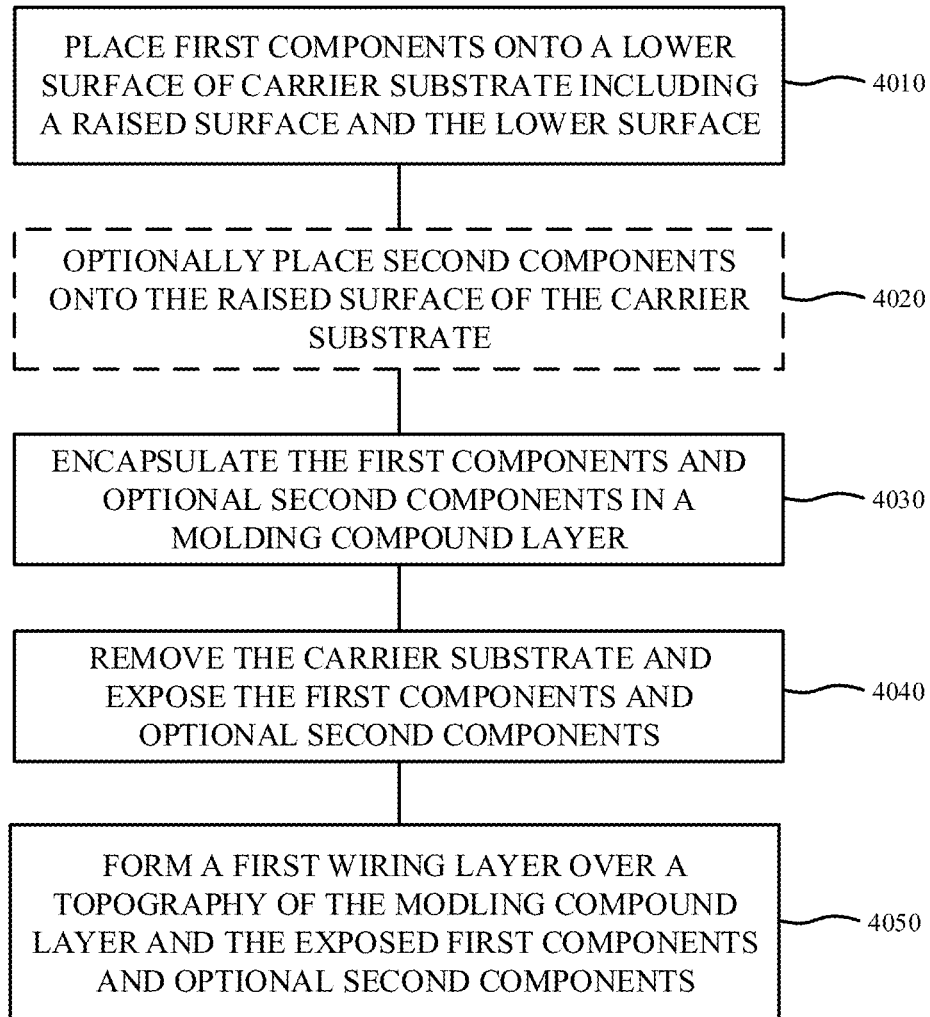 PLACE FIRST COMPONENTS ONTO A LOWER
SURFACE OF CARRIER SUBSTRATE INCLUDING
A RAISED SURFACE AND THE LOWER SURFACE
4010
OPTIONALLY PLACE SECOND COMPONENTS
ONTO THE RAISED SURFACE OF THE CARRIER
SUBSTRATE
4020
ENCAPSULATE THE FIRST COMPONENTS AND
OPTIONAL SECOND COMPONENTS IN A
MOLDING COMPOUND LAYER
4030
REMOVE THE CARRIER SUBSTRATE AND
EXPOSE THE FIRST COMPONENTS AND
OPTIONAL SECOND COMPONENTS
4040
FORM A FIRST WIRING LAYER OVER A
TOPOGRAPHY OF THE MODLING COMPOUND
LAYER AND THE EXPOSED FIRST COMPONENTS
AND OPTIONAL SECOND COMPONENTS
4050